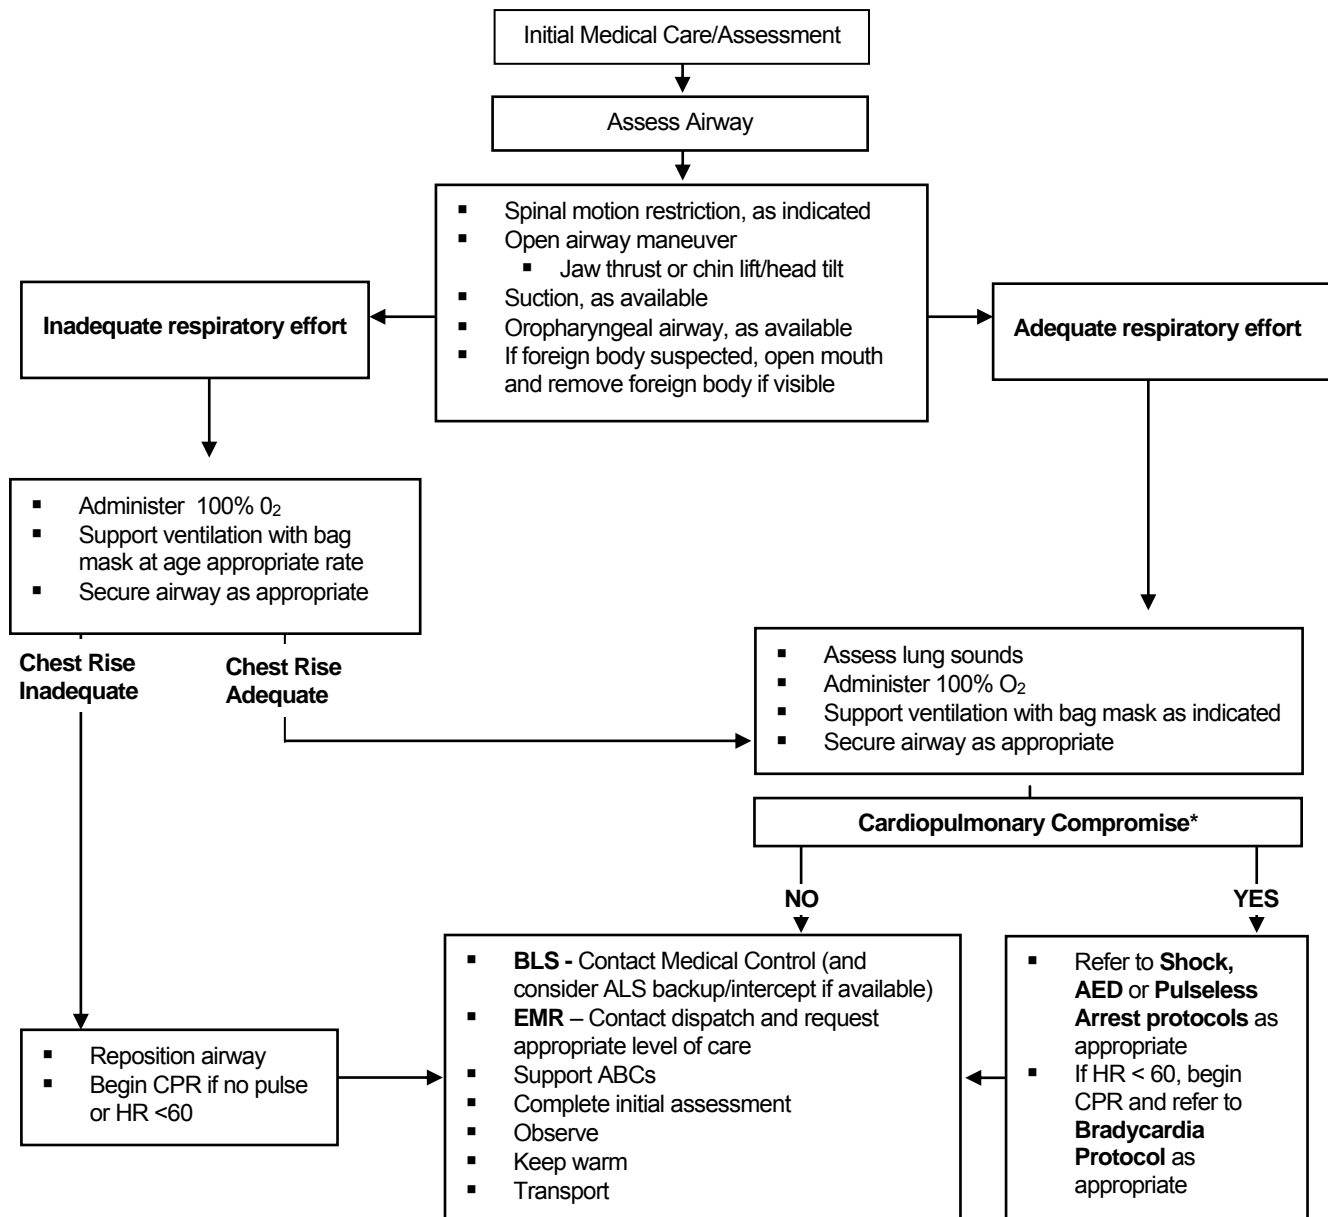 Initial Medical Care/Assessment
Assess Airway
▪ Spinal motion restriction, as indicated
▪ Open airway maneuver
▪ Jaw thrust or chin lift/head tilt
▪ Suction, as available
▪ Oropharyngeal airway, as available
▪ If foreign body suspected, open mouth
and remove foreign body if visible
Inadequate respiratory effort
Adequate respiratory effort
▪ Administer 100% 0₂
▪ Support ventilation with bag
mask at age appropriate rate
▪ Secure airway as appropriate
Chest Rise
Inadequate
Chest Rise
Adequate
▪ Assess lung sounds
▪ Administer 100% O₂
▪ Support ventilation with bag mask as indicated
▪ Secure airway as appropriate
Cardiopulmonary Compromise*
NO
YES
▪ Reposition airway
▪ Begin CPR if no pulse
or HR <60
▪ BLS - Contact Medical Control (and
consider ALS backup/intercept if available)
▪ EMR – Contact dispatch and request
appropriate level of care
▪ Support ABCs
▪ Complete initial assessment
▪ Observe
▪ Keep warm
▪ Transport
▪ Refer to Shock,
AED or Pulseless
Arrest protocols as
appropriate
▪ If HR < 60, begin
CPR and refer to
Bradycardia
Protocol as
appropriate